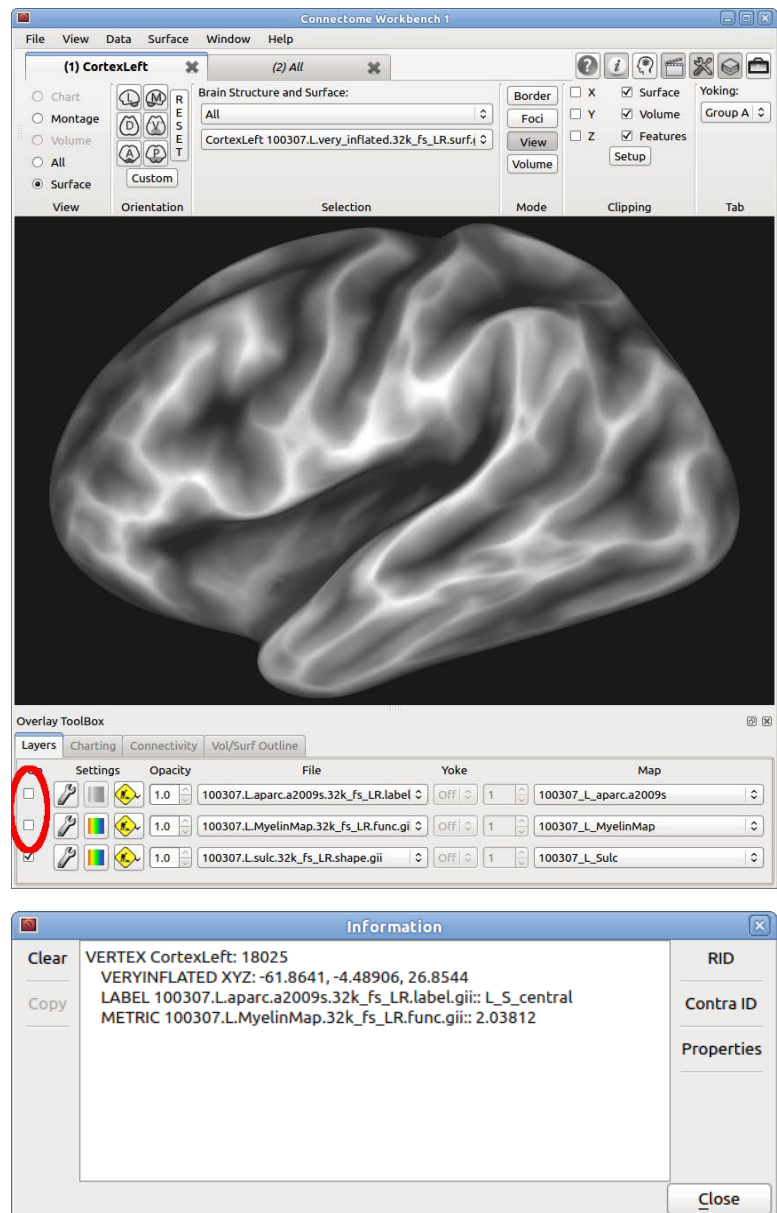 Connectome Workbench 1
File View Data Surface Window Help
(1) CortexLeft (2) All
Chart
Montage
Volume
All
Surface
View
L M
D V
A P
RESET
Custom
Orientation
Brain Structure and Surface:
All
CortexLeft 100307.L.very_inflated.32k_fs_LR.surf.g
Selection
Border
Foci
View
Volume
Mode
X Surface
Y Volume
Z Features
Setup
Clipping
Yoking:
Group A
Tab
Overlay ToolBox
Layers Charting Connectivity Vol/Surf Outline
Settings Opacity File Yoke Map
1.0 100307.L.aparc.a2009s.32k_fs_LR.label Off 1 100307_L_aparc.a2009s
1.0 100307.L.MyelinMap.32k_fs_LR.func.gi Off 1 100307_L_MyelinMap
1.0 100307.L.sulc.32k_fs_LR.shape.gii Off 1 100307_L_Sulc
Information
Clear
Copy
VERTEX CortexLeft: 18025
VERYINFLATED XYZ: -61.8641, -4.48906, 26.8544
LABEL 100307.L.aparc.a2009s.32k_fs_LR.label.gii:: L_S_central
METRIC 100307.L.MyelinMap.32k_fs_LR.func.gii:: 2.03812
RID
Contra ID
Properties
Close